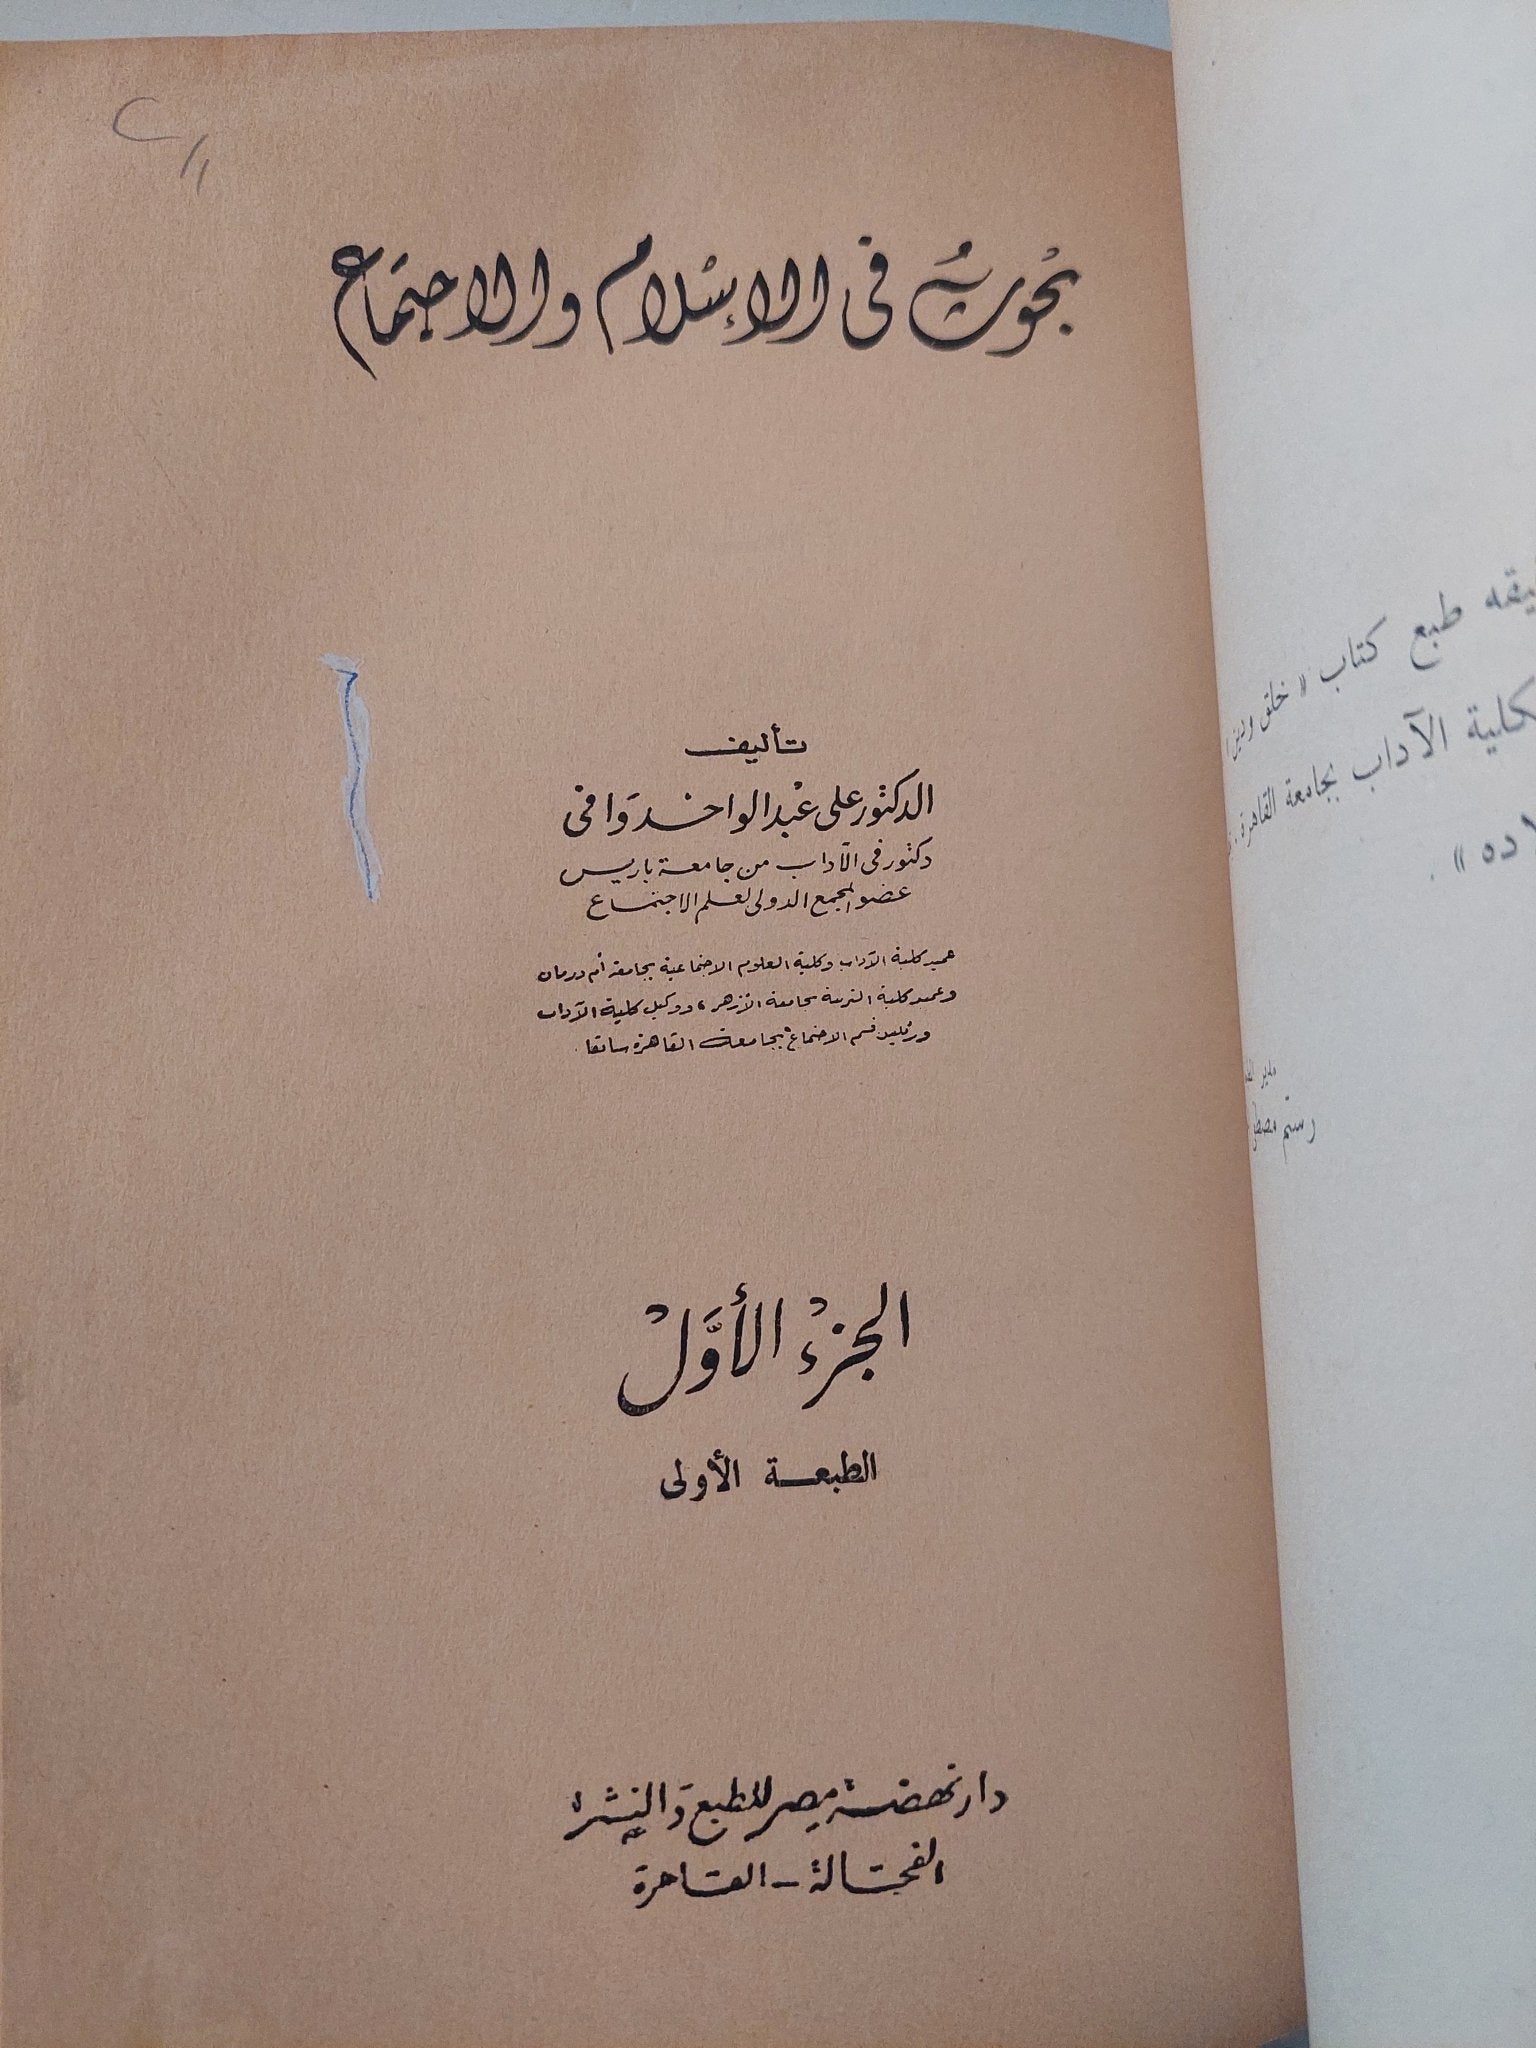 بحوث في الإسلام والاجتماع
تأليف
الدكتور على عبد الواحد وافى
دكتور فى الآداب من جامعة باريس
عضو المجمع الدولى لعلم الاجتماع
عميد كلية الآداب وكلية العلوم الاجتماعية بجامعة أم درمان
وعميد كلية التربية بجامعة الأزهر، ووكيل كلية الآداب
ورئيس قسم الاجتماع بجامعة القاهرة سابقا
الجزء الأول
الطبعة الأولى
دار نهضة مصر للطبع والنشر
الفجالة - القاهرة
طبع كتاب « خلق
كلية الآداب بجامعة القاهرة
رستم